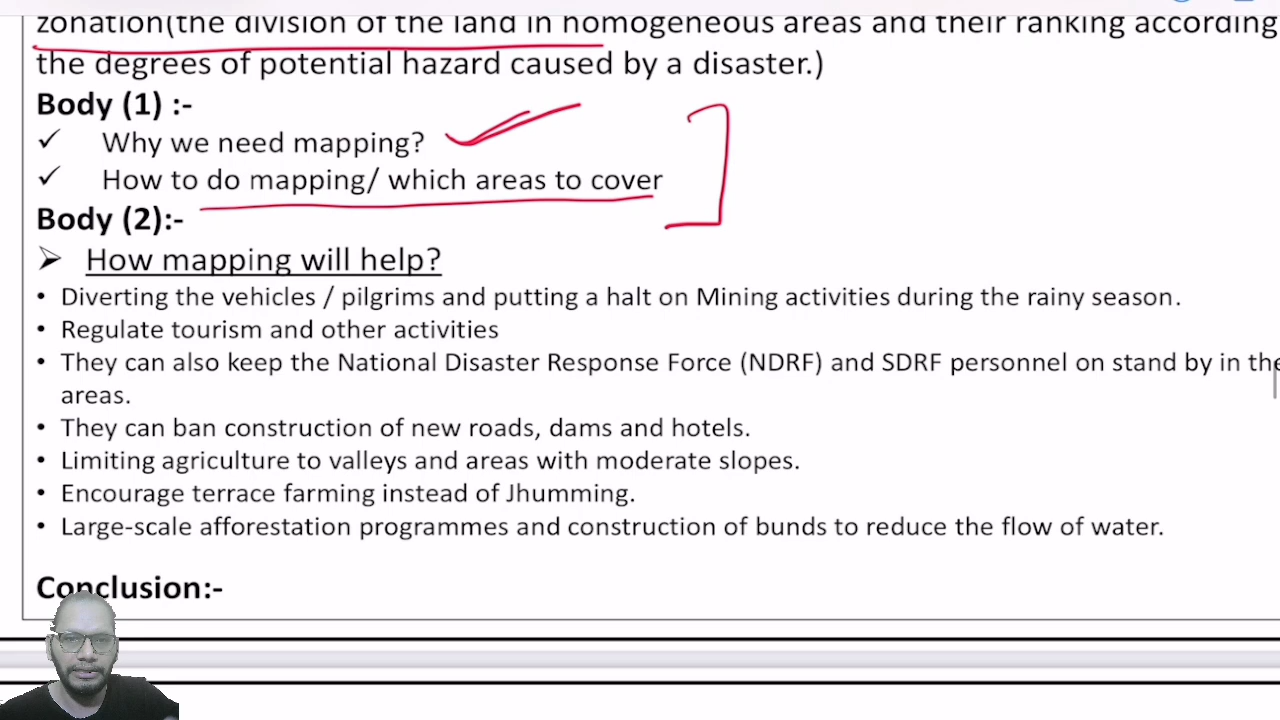 zonation(the division of the land in homogeneous areas and their ranking according
the degrees of potential hazard caused by a disaster.)
Body (1) :-
✓ Why we need mapping?
✓ How to do mapping/ which areas to cover
Body (2):-
➢ How mapping will help?
• Diverting the vehicles / pilgrims and putting a halt on Mining activities during the rainy season.
• Regulate tourism and other activities
• They can also keep the National Disaster Response Force (NDRF) and SDRF personnel on stand by in the
areas.
• They can ban construction of new roads, dams and hotels.
• Limiting agriculture to valleys and areas with moderate slopes.
• Encourage terrace farming instead of Jhumming.
• Large-scale afforestation programmes and construction of bunds to reduce the flow of water.
Conclusion:-